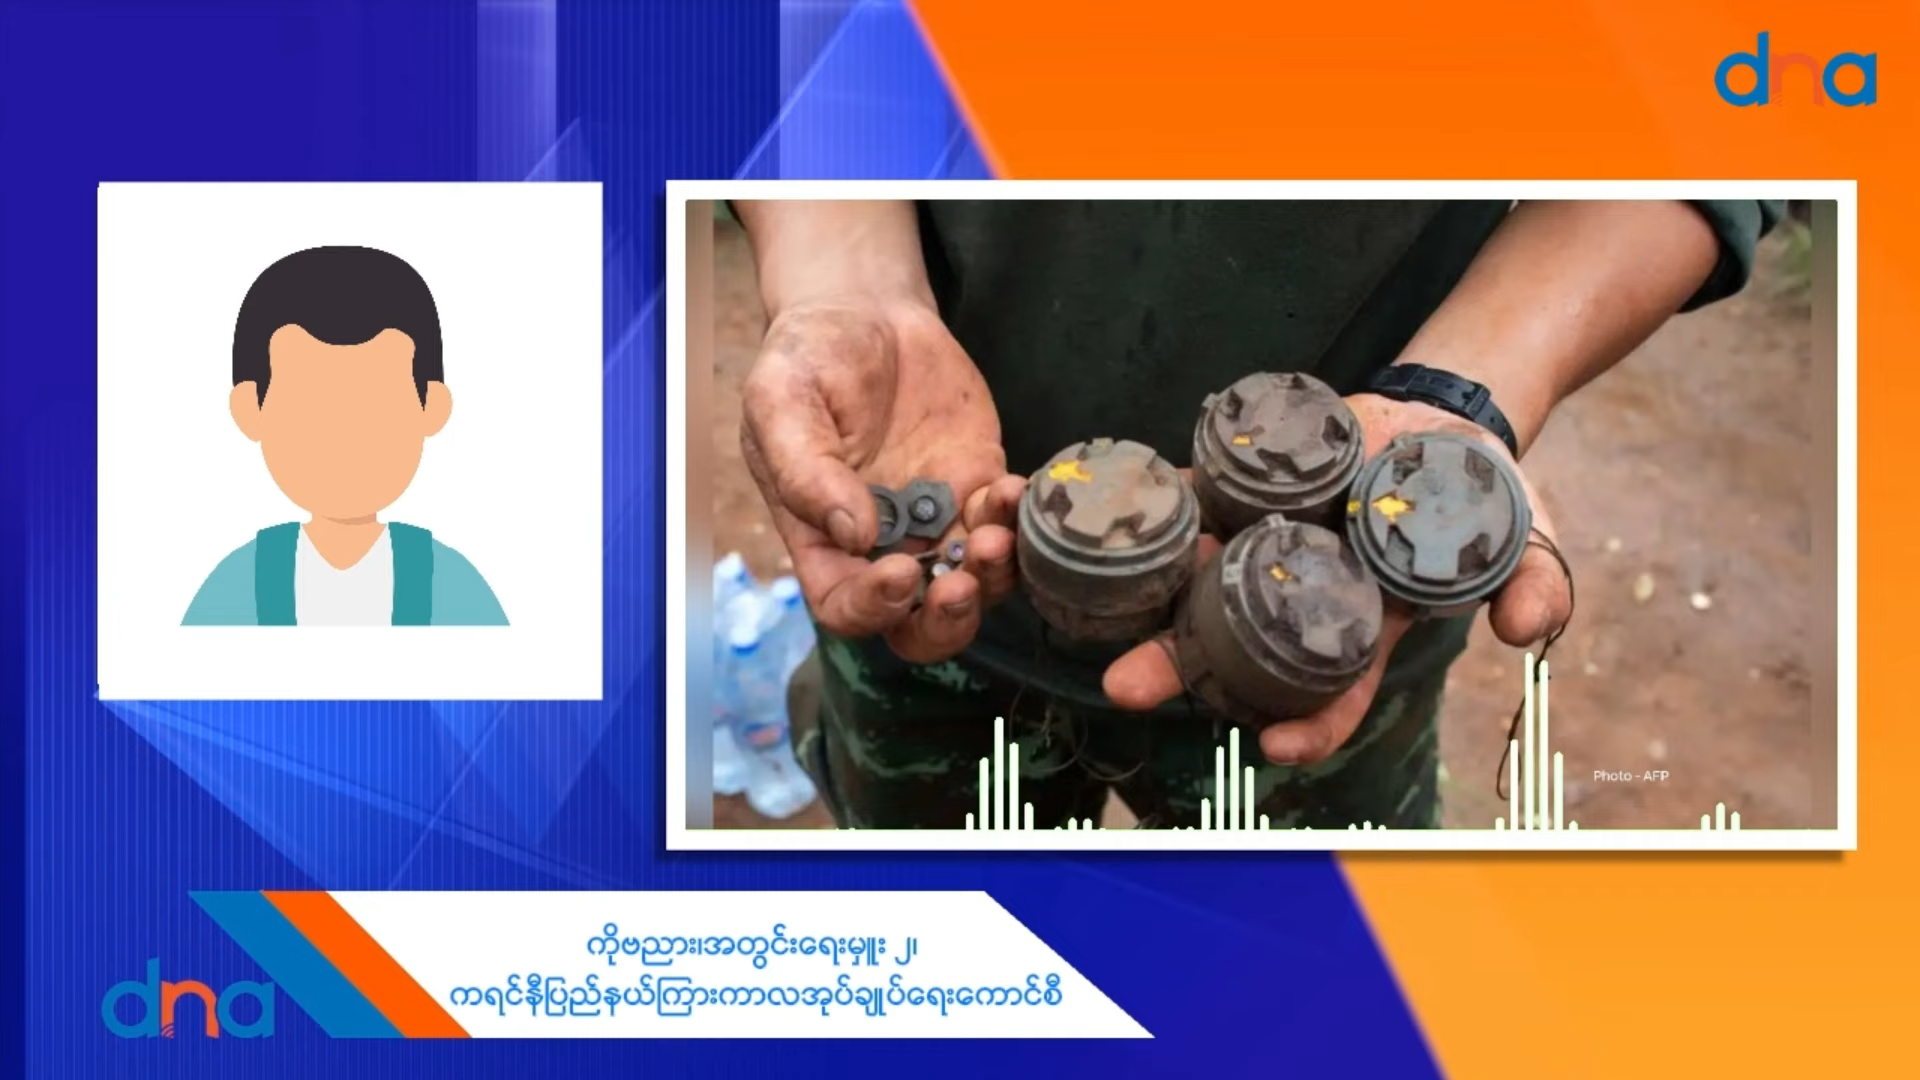 dna
Photo - AFP
ကိုဗညား၊အတွင်းရေးမှူး ၂၊
ကရင်နီပြည်နယ်ကြားကာလအုပ်ချုပ်ရေးကောင်စီ
dna